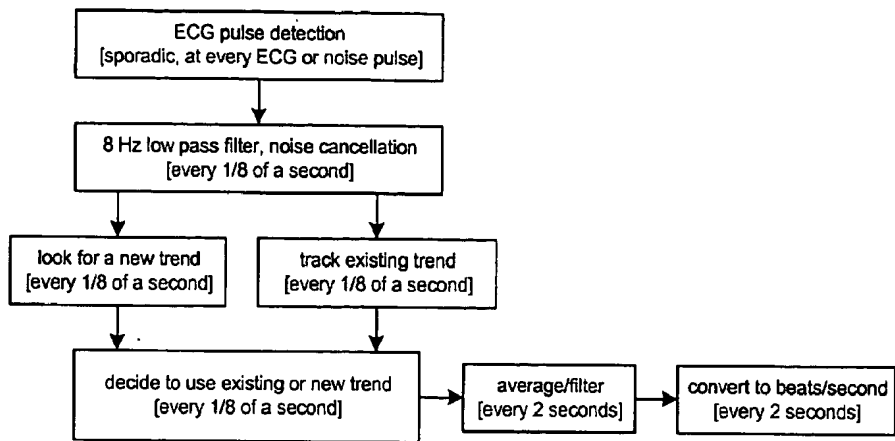 ECG pulse detection
[sporadic, at every ECG or noise pulse]
8 Hz low pass filter, noise cancellation
[every 1/8 of a second]
look for a new trend
[every 1/8 of a second]
track existing trend
[every 1/8 of a second]
decide to use existing or new trend
[every 1/8 of a second]
average/filter
[every 2 seconds]
convert to beats/second
[every 2 seconds]